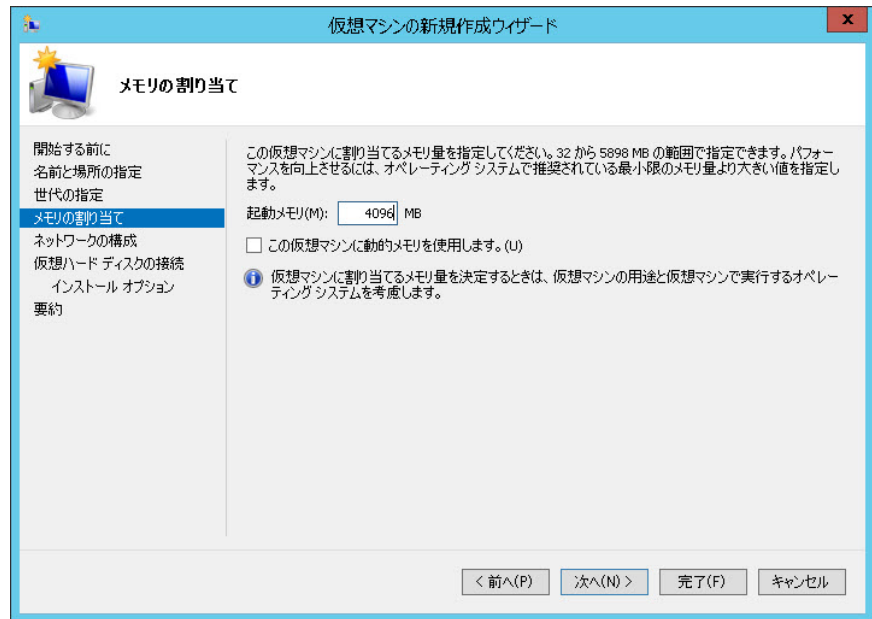 仮想マシンの新規作成ウィザード
x
メモリの割り当て
開始する前に
名前と場所の指定
世代の指定
メモリの割り当て
ネットワークの構成
仮想ハード ディスクの接続
インストール オプション
要約
この仮想マシンに割り当てるメモリ量を指定してください。32 から 5898 MB の範囲で指定できます。パフォー
マンスを向上させるには、オペレーティング システムで推奨されている最小限のメモリ量より大きい値を指定し
ます。
起動メモリ(M): 4096 MB
この仮想マシンに動的メモリを使用します。(U)
仮想マシンに割り当てるメモリ量を決定するときは、仮想マシンの用途と仮想マシンで実行するオペレー
ティング システムを考慮します。
< 前へ(P) 次へ(N) > 完了(F) キャンセル